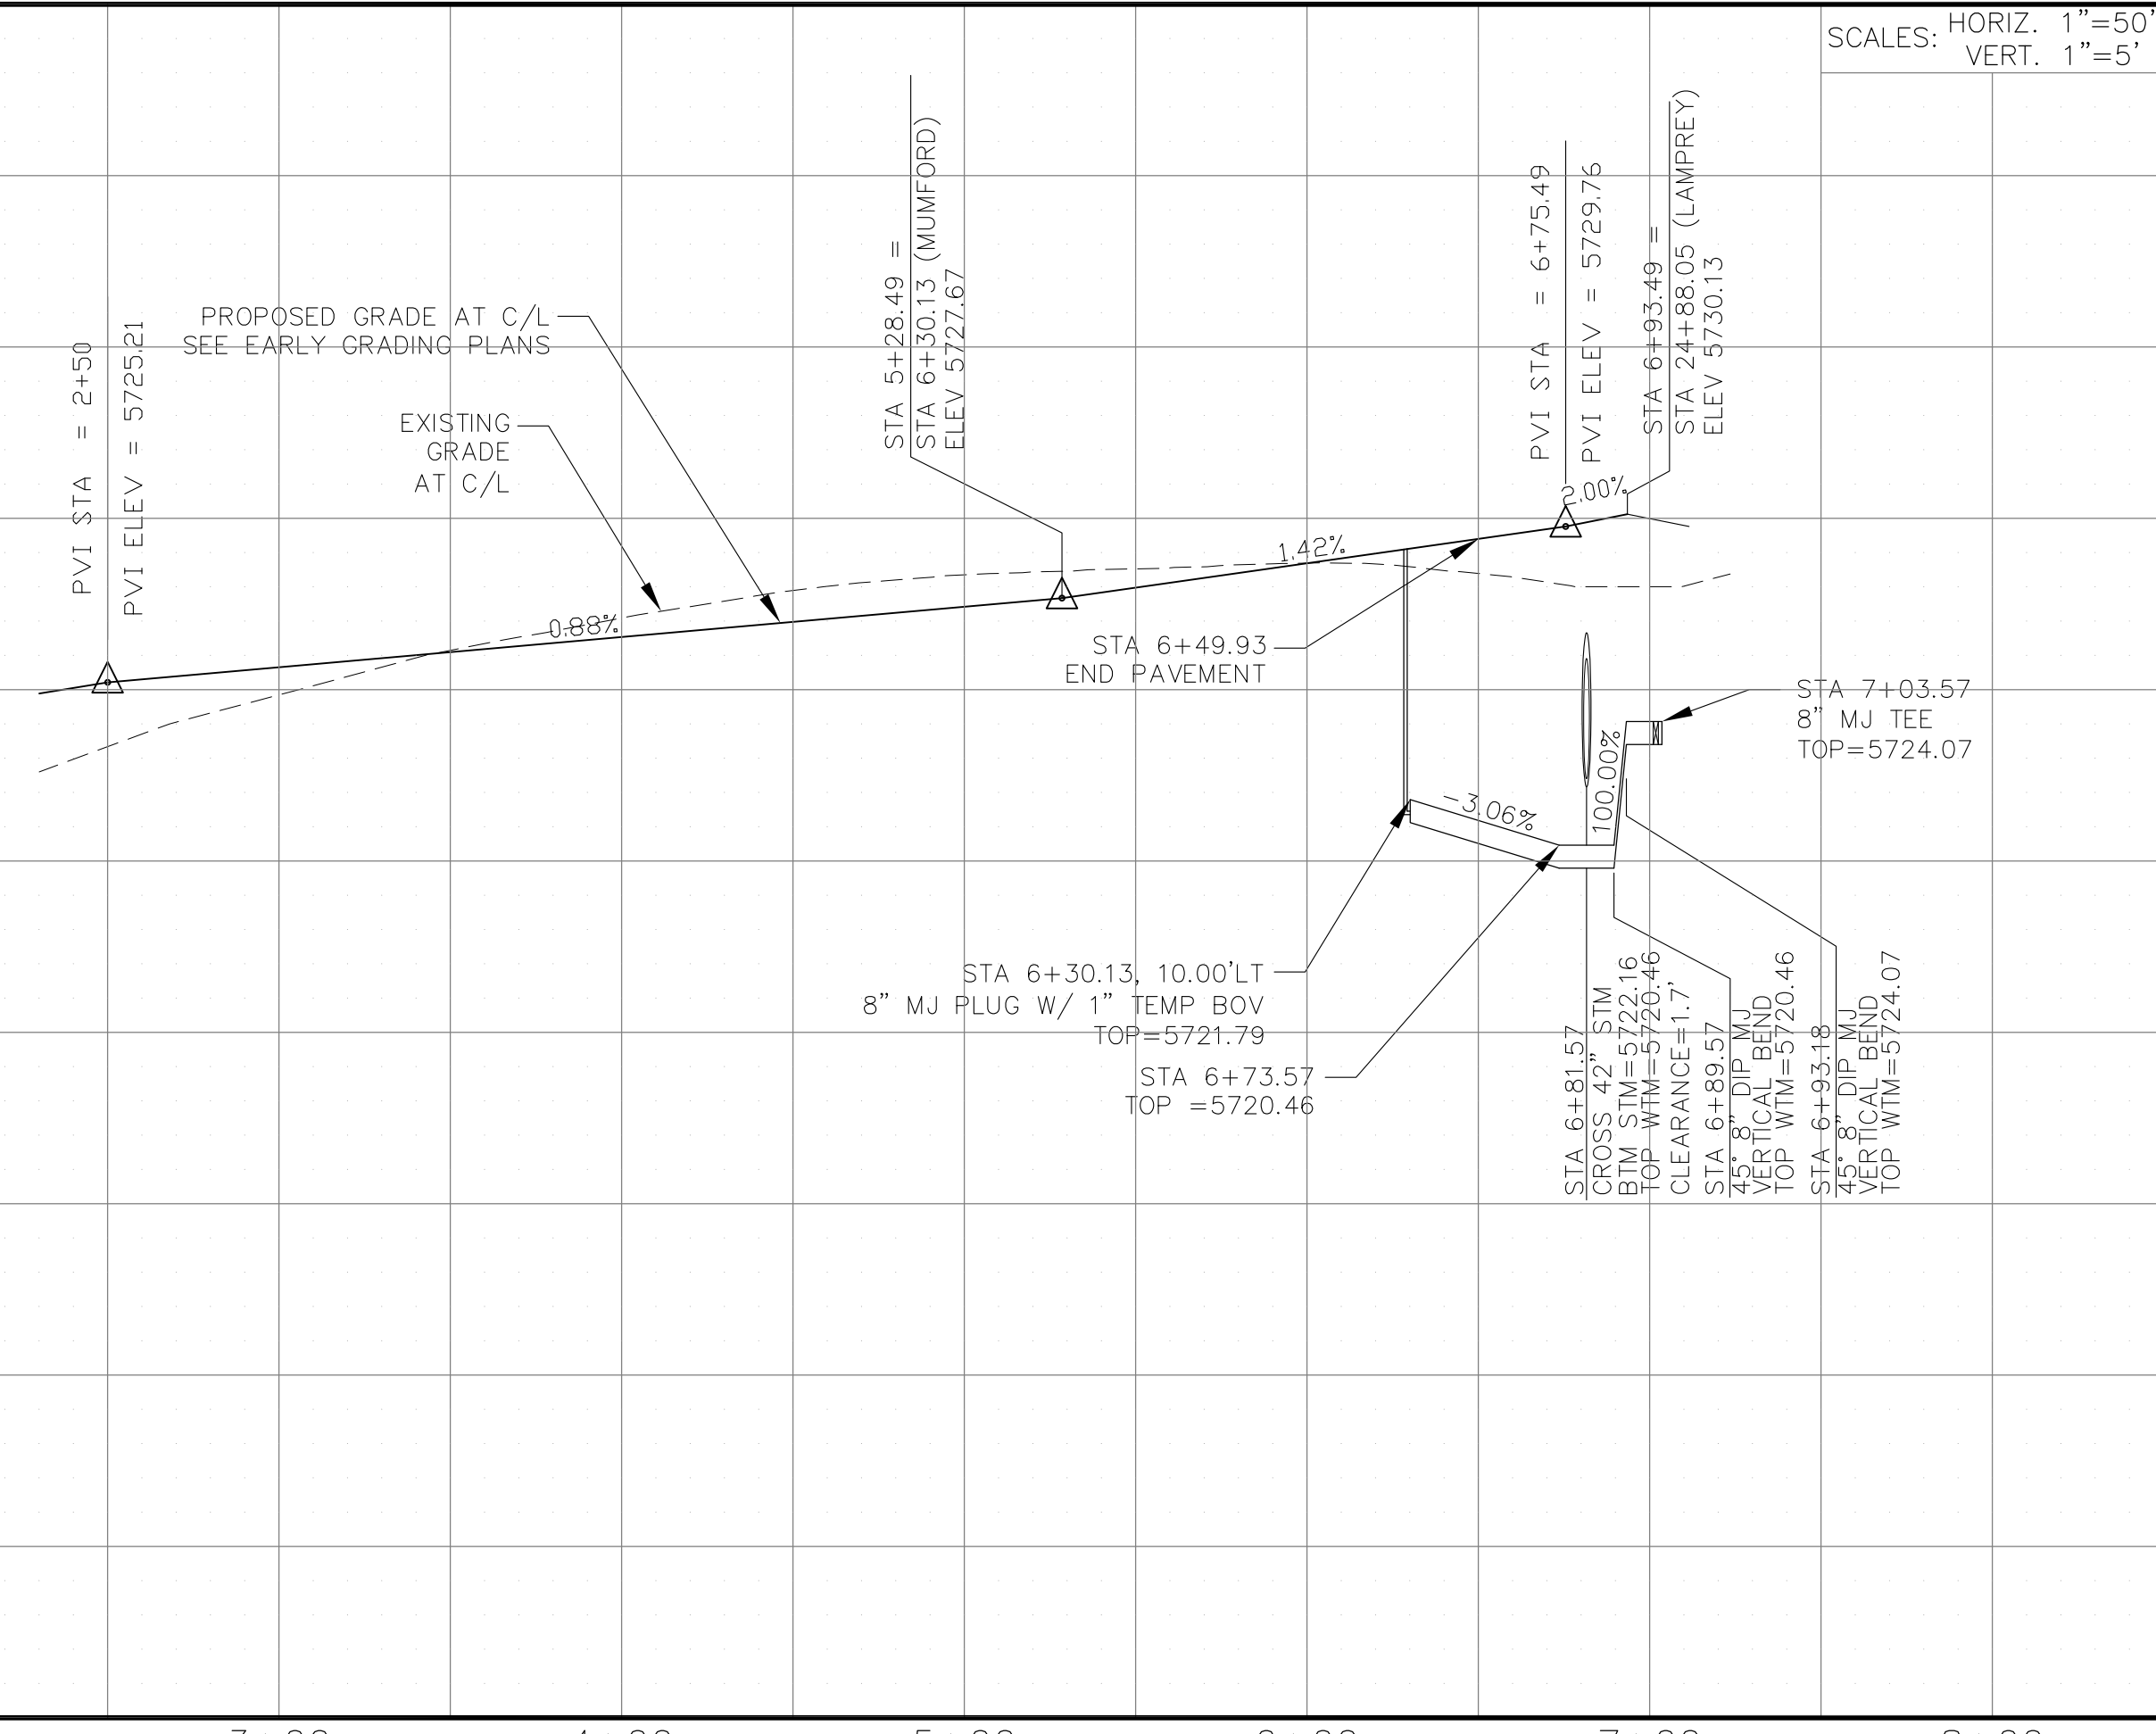 SCALES: HORIZ. 1"=50'
VERT. 1"=5'
PVI STA = 2+50
PVI ELEV = 5725.21
PROPOSED GRADE AT C/L
SEE EARLY GRADING PLANS
EXISTING
GRADE
AT C/L
0.88%
STA 5+28.49 =
STA 6+30.13 (MUMFORD)
ELEV 5727.67
1.42%
PVI STA = 6+75.49
PVI ELEV = 5729.76
2.00%
STA 6+93.49 =
STA 24+88.05 (LAMPREY)
ELEV 5730.13
STA 6+49.93
END PAVEMENT
STA 7+03.57
8" MJ TEE
TOP=5724.07
-3.06%
100.00%
STA 6+30.13, 10.00'LT
8" MJ PLUG W/ 1" TEMP BOV
TOP=5721.79
STA 6+73.57
TOP =5720.46
STA 6+81.57
CROSS 42" STM
BTM STM=5722.16
TOP WTM=5720.46
CLEARANCE=1.7'
STA 6+89.57
45° 8" DIP MJ
VERTICAL BEND
TOP WTM=5720.46
STA 6+93.18
45° 8" DIP MJ
VERTICAL BEND
TOP WTM=5724.07